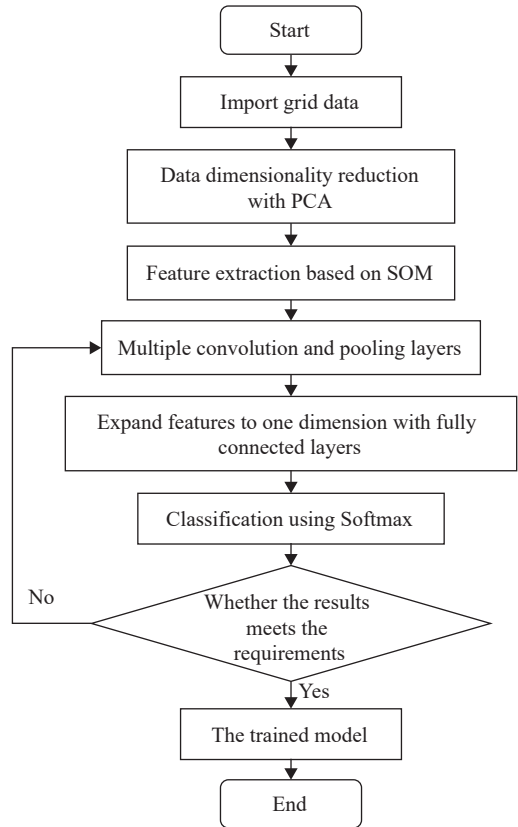 Start
Import grid data
Data dimensionality reduction
with PCA
Feature extraction based on SOM
Multiple convolution and pooling layers
Expand features to one dimension with fully
connected layers
Classification using Softmax
No
Whether the results
meets the
requirements
Yes
The trained model
End